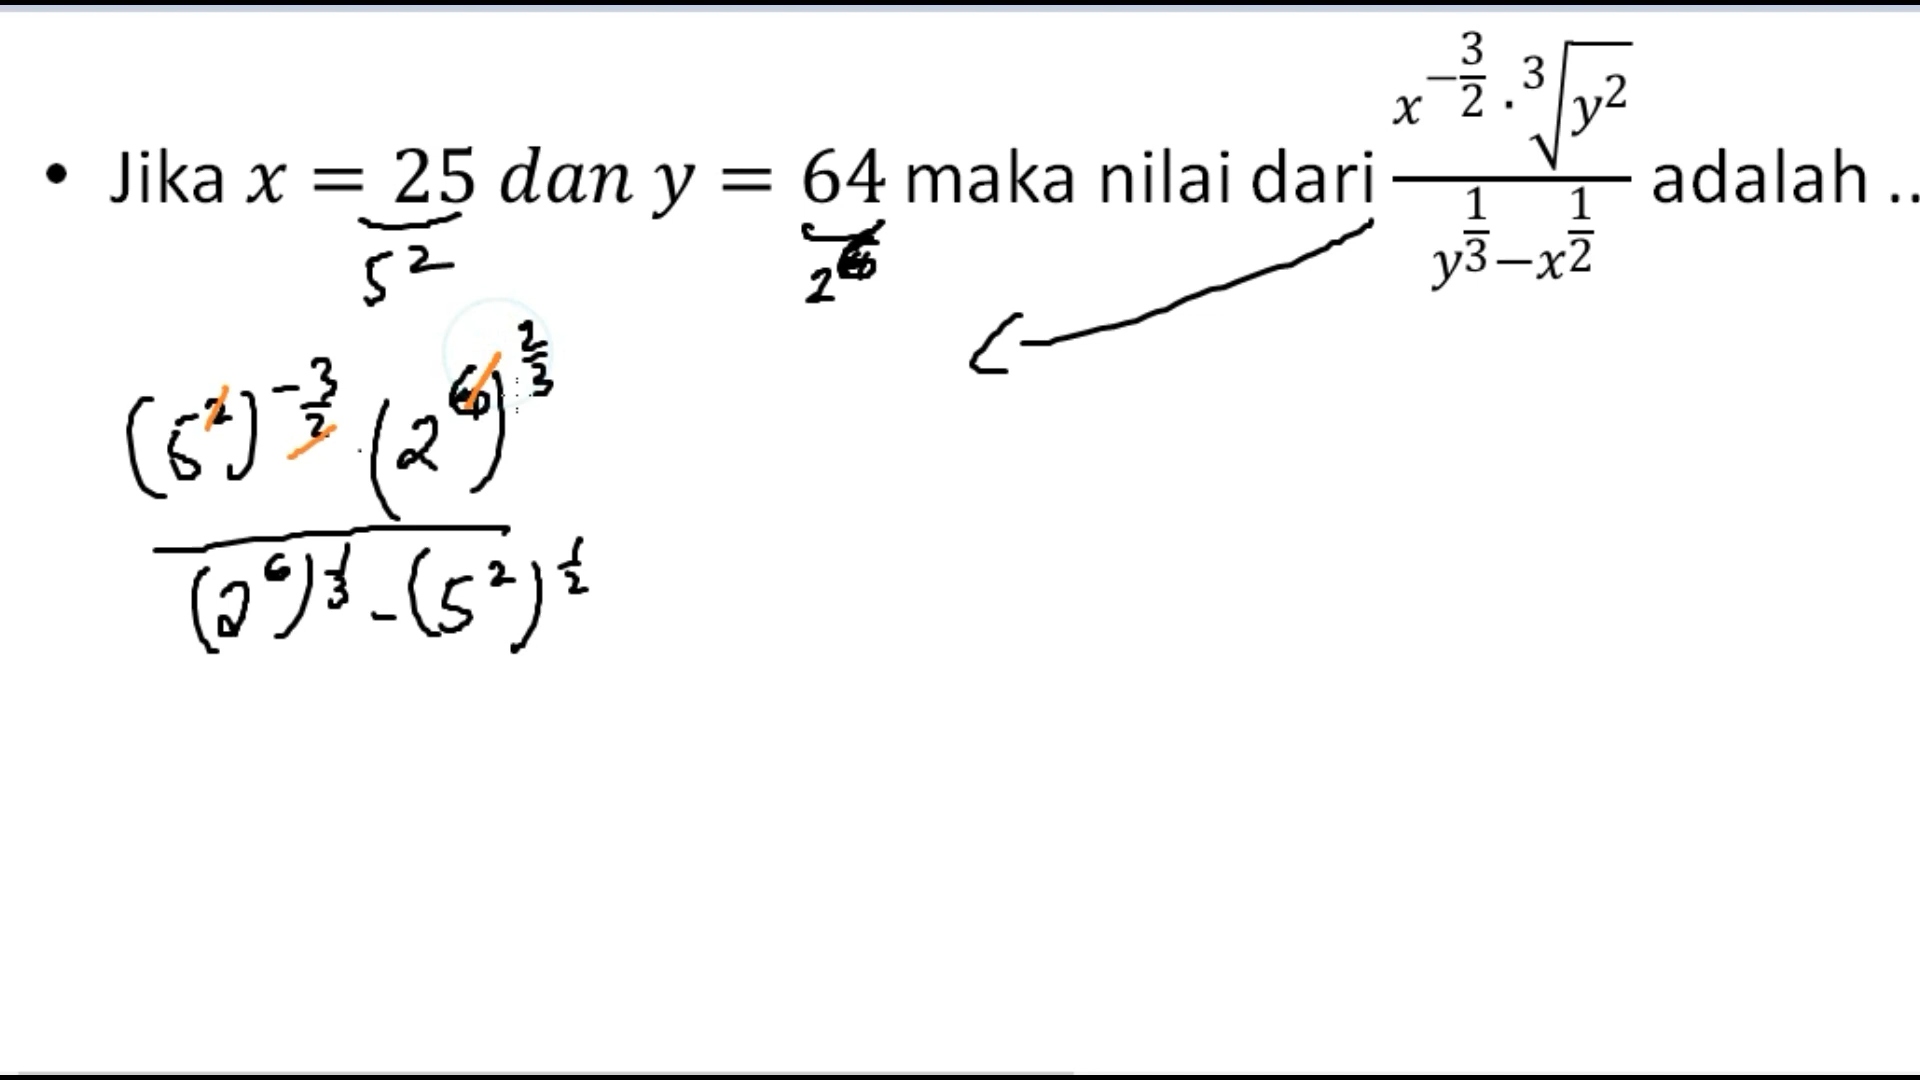 • Jika x = 25 dan y = 64 maka nilai dari (x^(-3/2) · ∛(y²)) / (y^(1/3) − x^(1/2)) adalah ..
5² 2⁶
(5²)^(-3/2) · (2⁶)^(2/3)
(2⁶)^(1/3) - (5²)^(1/2)